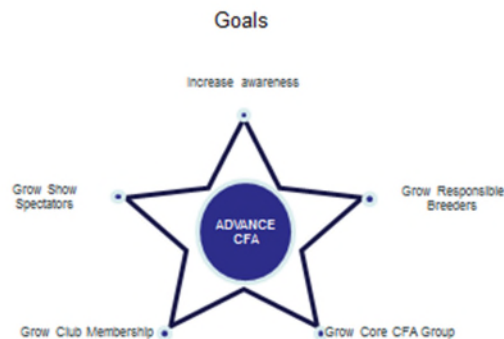 Goals
Increase awareness
Grow Show
Spectators
Grow Responsible
Breeders
ADVANCE
CFA
Grow Club Membership
Grow Core CFA Group